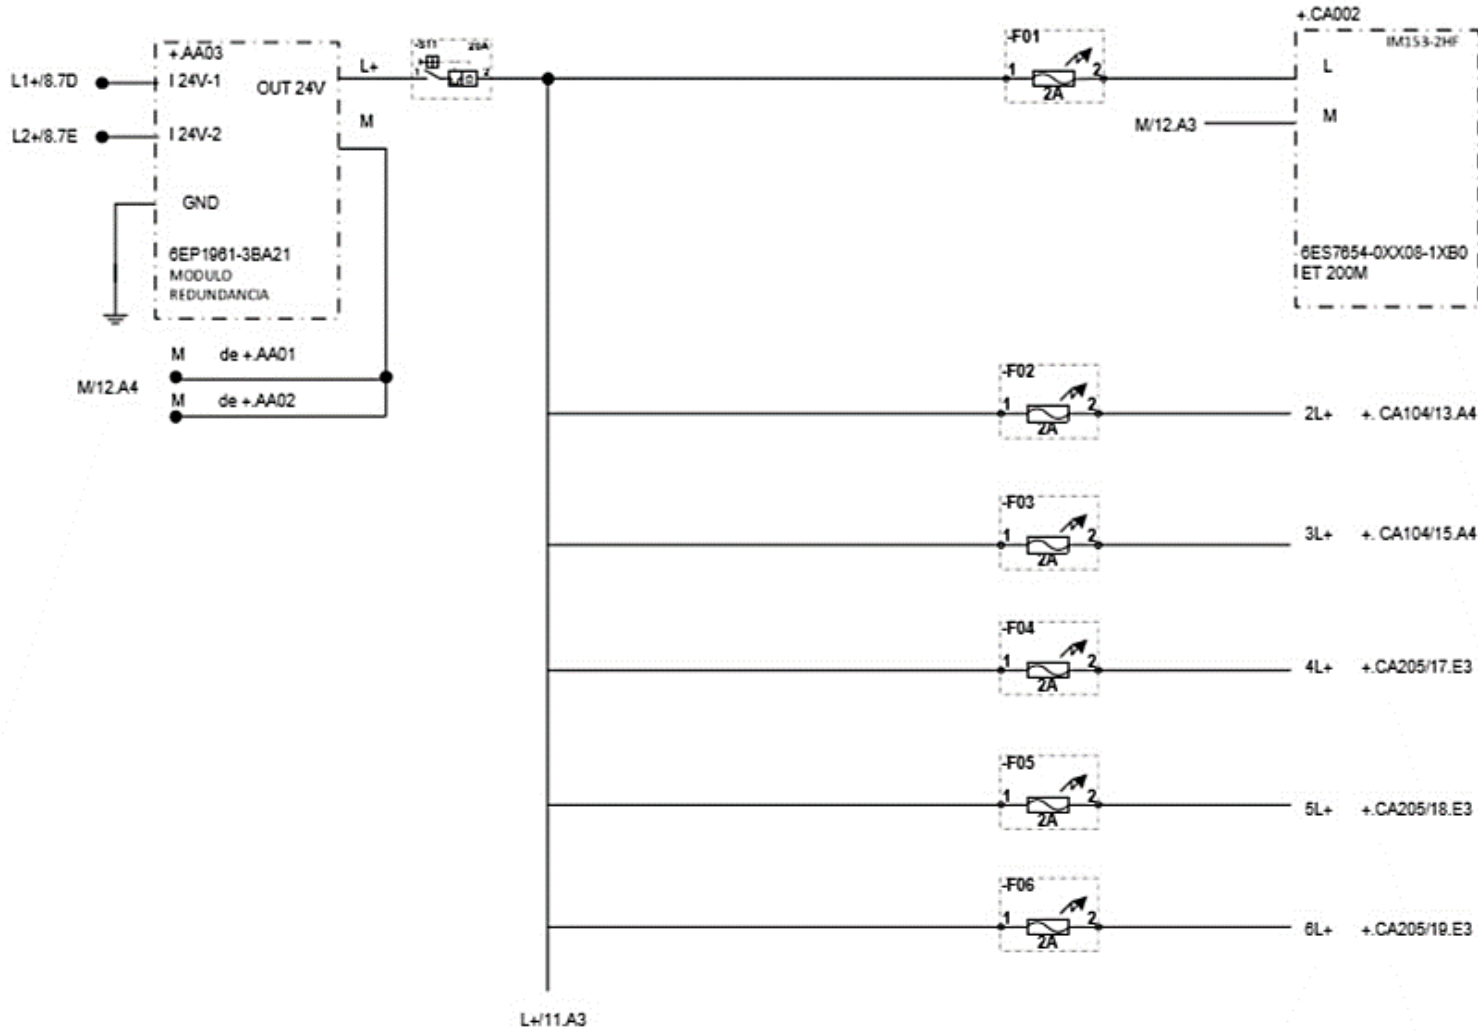 +.CA002
+.AA03
IM153-2HF
L1+/8.7D
I 24V-1
OUT 24V
L+
1
2
20A
-F01
1
2
2A
L
L2+/8.7E
I 24V-2
M
M/12.A3
M
GND
6EP1961-3BA21
MODULO
REDUNDANCIA
6ES7654-0XX08-1XB0
ET 200M
M de +.AA01
M/12.A4
M de +.AA02
-F02
1
2
2A
2L+ +. CA104/13.A4
-F03
1
2
2A
3L+ +. CA104/15.A4
-F04
1
2
2A
4L+ +.CA205/17.E3
-F05
1
2
2A
5L+ +.CA205/18.E3
-F06
1
2
2A
6L+ +.CA205/19.E3
L+/11.A3